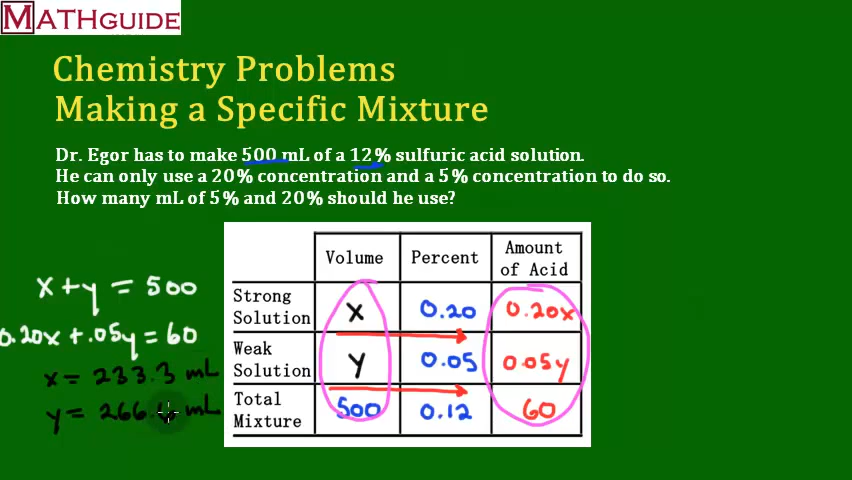 MATHGUIDE
Chemistry Problems
Making a Specific Mixture
Dr. Egor has to make 500 mL of a 12% sulfuric acid solution.
He can only use a 20% concentration and a 5% concentration to do so.
How many mL of 5% and 20% should he use?
Volume Percent Amount of Acid
Strong Solution x 0.20 0.20x
Weak Solution y 0.05 0.05y
Total Mixture 500 0.12 60
x + y = 500
0.20x + .05y = 60
x = 233.3 mL
y = 266. mL